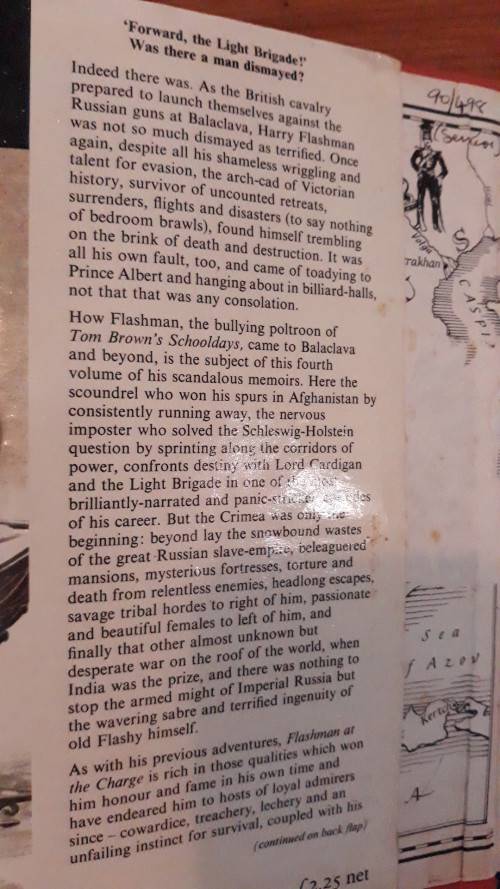 'Forward, the Light Brigade!'
Was there a man dismayed?
Indeed there was. As the British cavalry
prepared to launch themselves against the
Russian guns at Balaclava, Harry Flashman
was not so much dismayed as terrified. Once
again, despite all his shameless wriggling and
talent for evasion, the arch-cad of Victorian
history, survivor of uncounted retreats,
surrenders, flights and disasters (to say nothing
of bedroom brawls), found himself trembling
on the brink of death and destruction. It was
all his own fault, too, and came of toadying to
Prince Albert and hanging about in billiard-halls,
not that that was any consolation.
How Flashman, the bullying poltroon of
Tom Brown's Schooldays, came to Balaclava
and beyond, is the subject of this fourth
volume of his scandalous memoirs. Here the
scoundrel who won his spurs in Afghanistan by
consistently running away, the nervous
imposter who solved the Schleswig-Holstein
question by sprinting along the corridors of
power, confronts destiny with Lord Cardigan
and the Light Brigade in one of the most
brilliantly-narrated and panic-stricken episodes
of his career. But the Crimea was only the
beginning: beyond lay the snowbound wastes
of the great Russian slave-empire, beleaguered
mansions, mysterious fortresses, torture and
death from relentless enemies, headlong escapes,
savage tribal hordes to right of him, passionate
and beautiful females to left of him, and
finally that other almost unknown but
desperate war on the roof of the world, when
India was the prize, and there was nothing to
stop the armed might of Imperial Russia but
the wavering sabre and terrified ingenuity of
old Flashy himself.
As with his previous adventures, Flashman at
the Charge is rich in those qualities which won
him honour and fame in his own time and
have endeared him to hosts of loyal admirers
since – cowardice, treachery, lechery and an
unfailing instinct for survival, coupled with his
(continued on back flap)
£2.25 net
90/498
Volga
rakhan
CASPI
Sea
f AZOV
Kerch
A